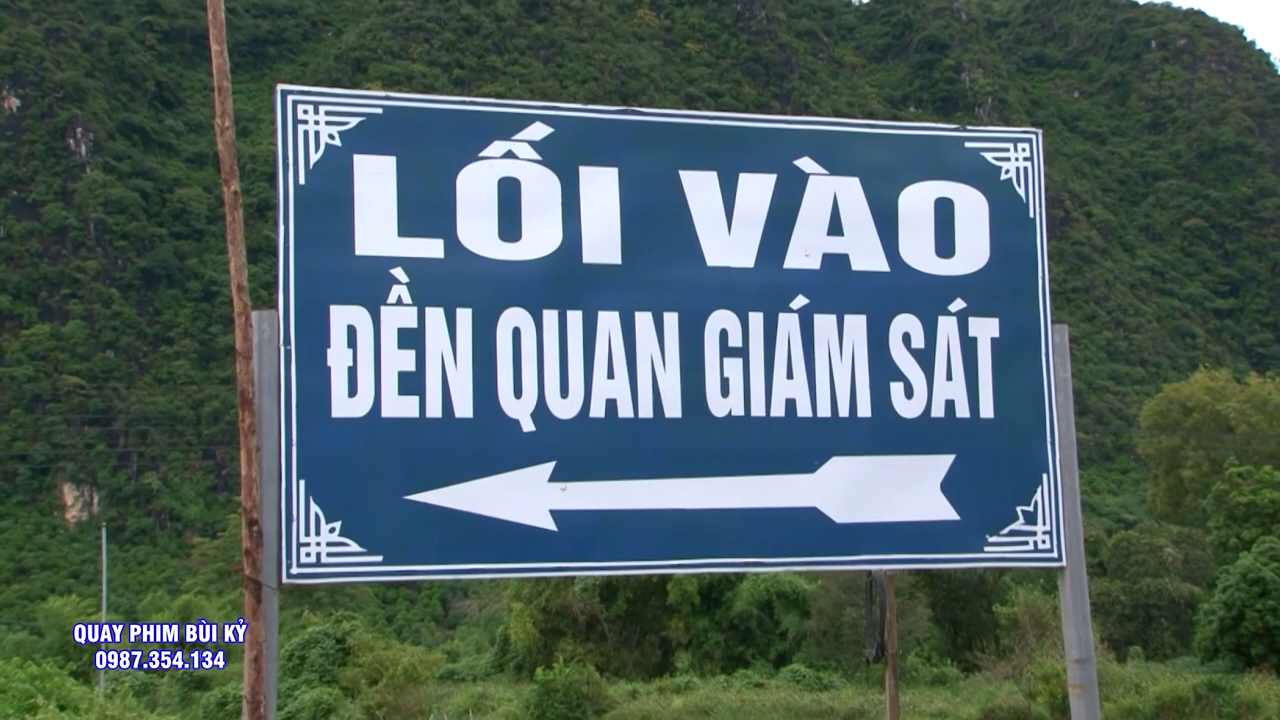 LỐI VÀO
ĐỀN QUAN GIÁM SÁT
QUAY PHIM BÙI KỶ
0987.354.134